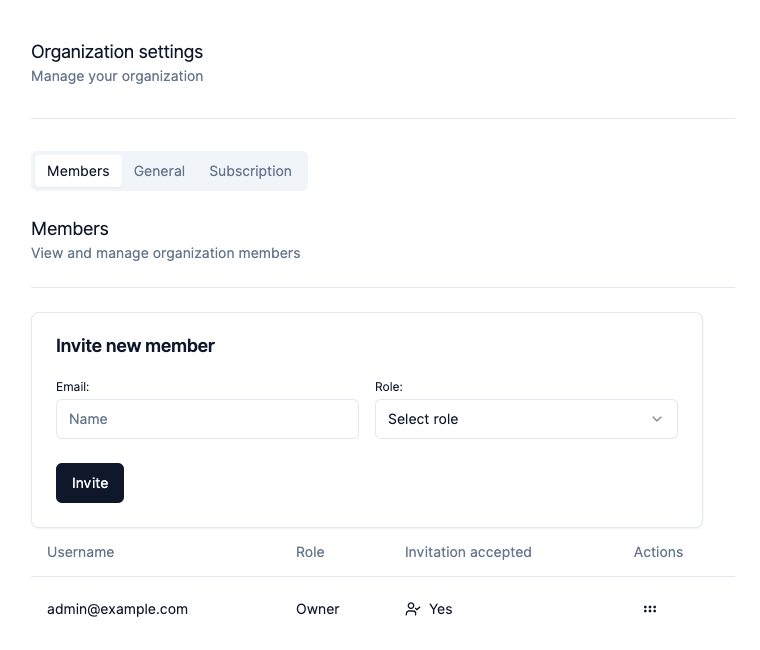 Organization settings
Manage your organization
Members General Subscription
Members
View and manage organization members
Invite new member
Email: Role:
Name Select role
Invite
Username Role Invitation accepted Actions
admin@example.com Owner Yes